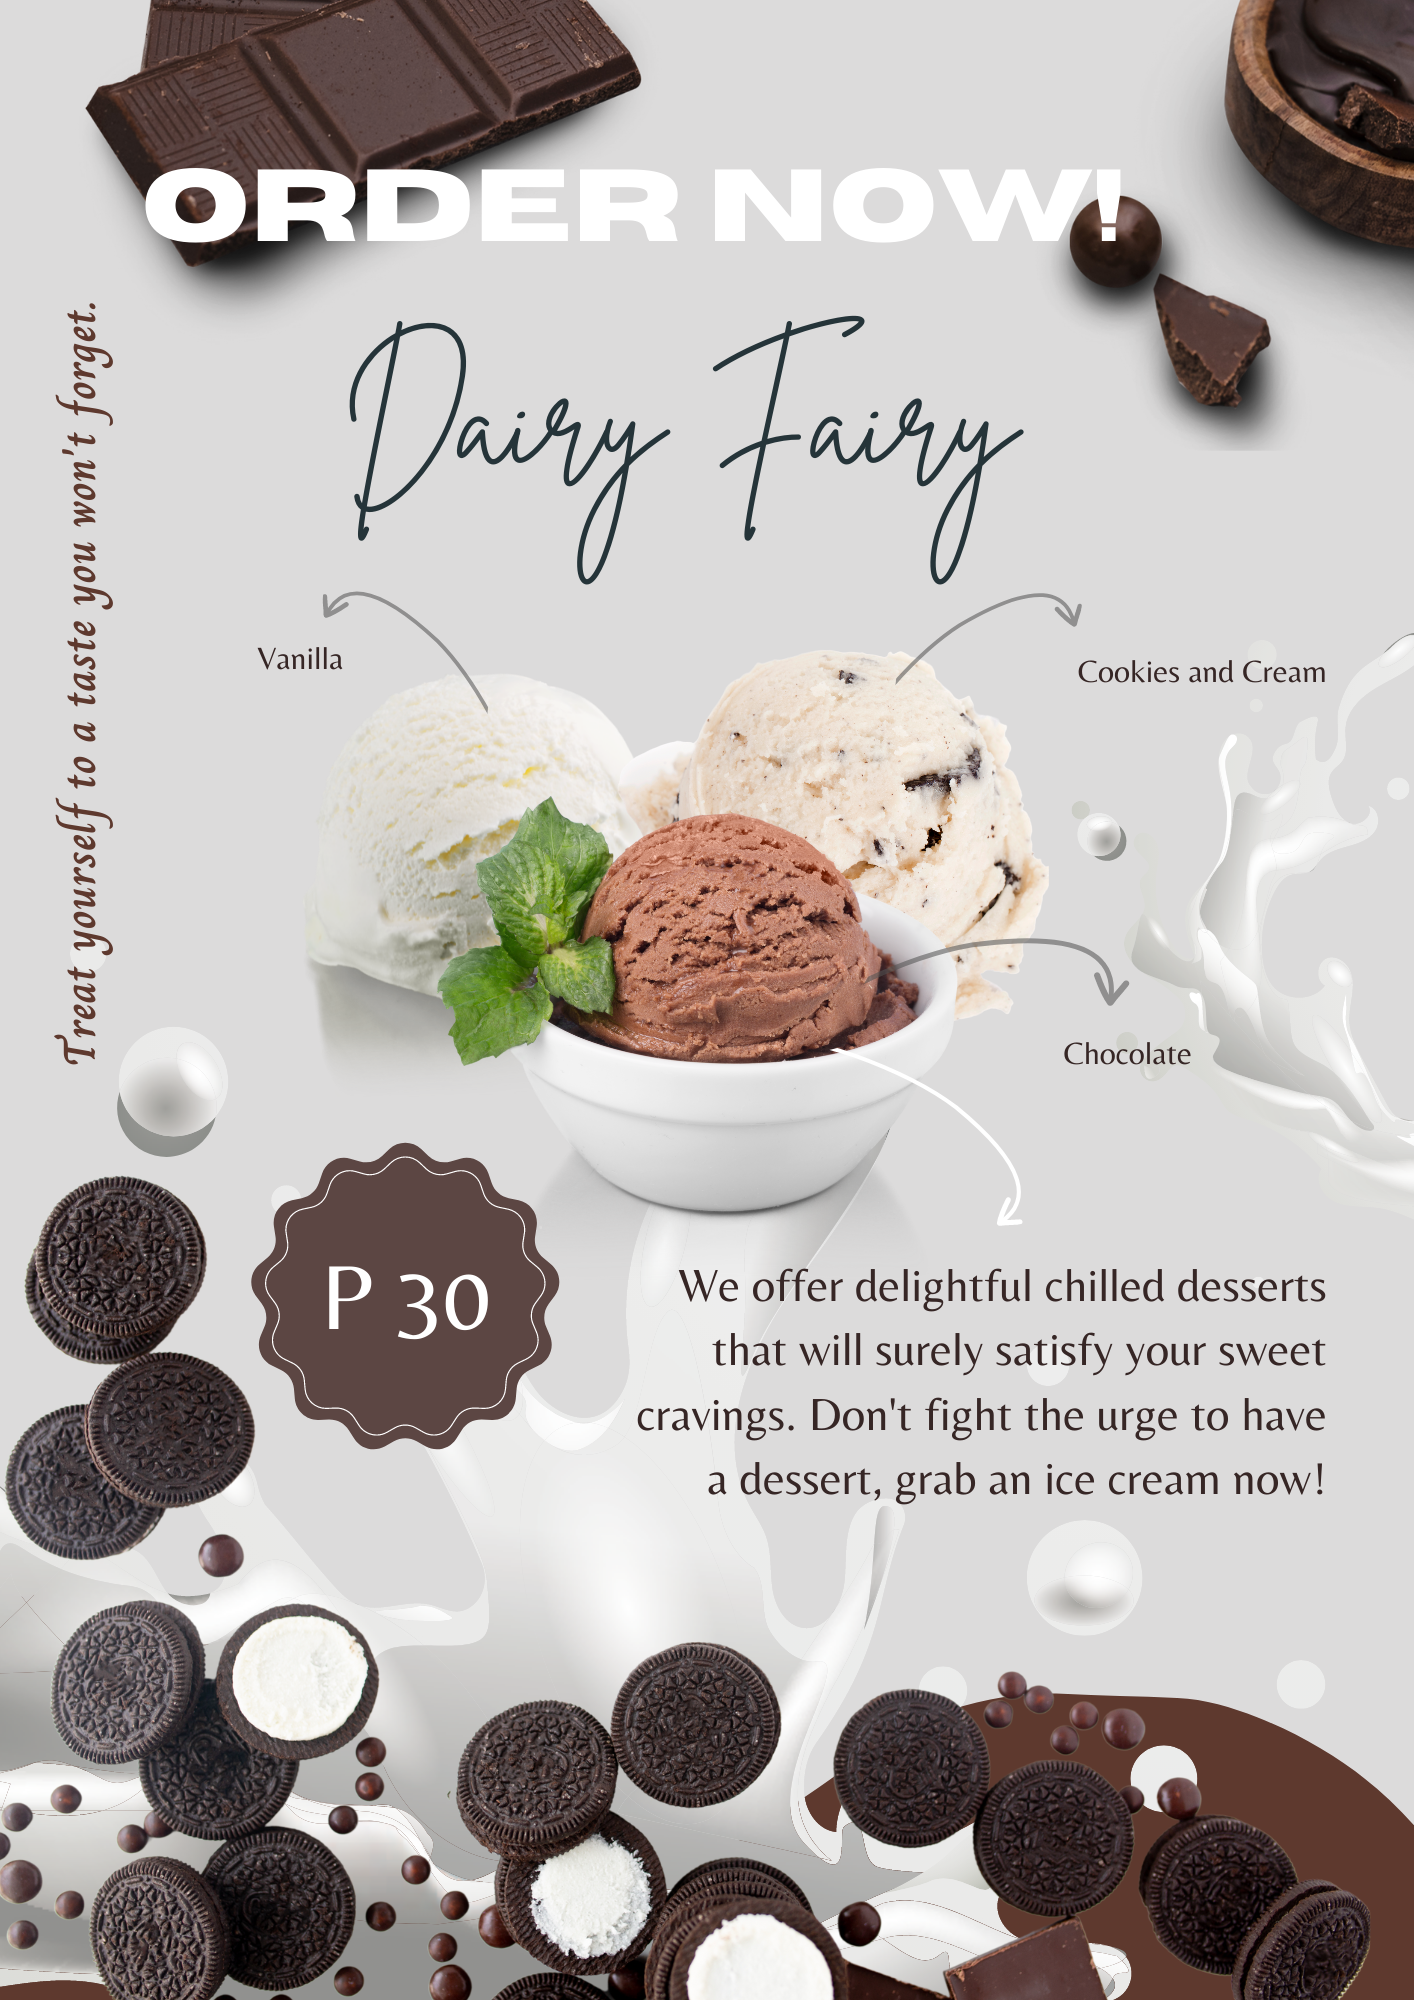 ORDER NOW!
Dairy Fairy
Treat yourself to a taste you won't forget.
Vanilla
Cookies and Cream
Chocolate
P 30
We offer delightful chilled desserts
that will surely satisfy your sweet
cravings. Don't fight the urge to have
a dessert, grab an ice cream now!